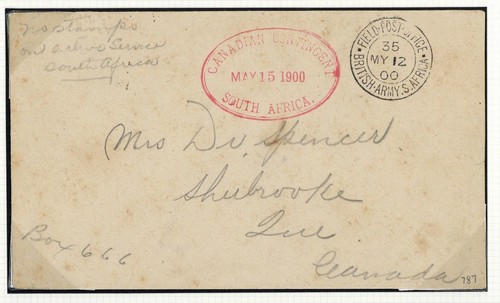 no stamps
on active Service
South Africa
CANADIAN CONTINGENT
MAY 15 1900
SOUTH AFRICA.
FIELD-POST-OFFICE
35
MY 12
00
BRITISH-ARMY.S.AFRICA
Mrs Dr. Spencer
Sherbrooke
Que.
Canada
Box 666
787